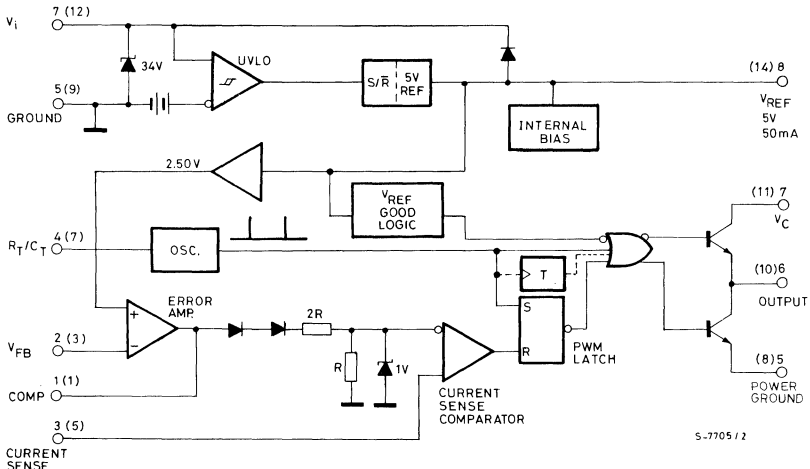 7 (12)
Vi
34V
UVLO
S/R̅
5V
REF
(14) 8
VREF
5V
50mA
5 (9)
GROUND
INTERNAL
BIAS
2.50V
VREF
GOOD
LOGIC
(11) 7
VC
4 (7)
RT/CT
OSC.
T
(10) 6
OUTPUT
ERROR
AMP.
+
−
2R
S
R
PWM
LATCH
2 (3)
VFB
R
1V
(8) 5
POWER
GROUND
1 (1)
COMP
CURRENT
SENSE
COMPARATOR
3 (5)
CURRENT
SENSE
S-7705/2